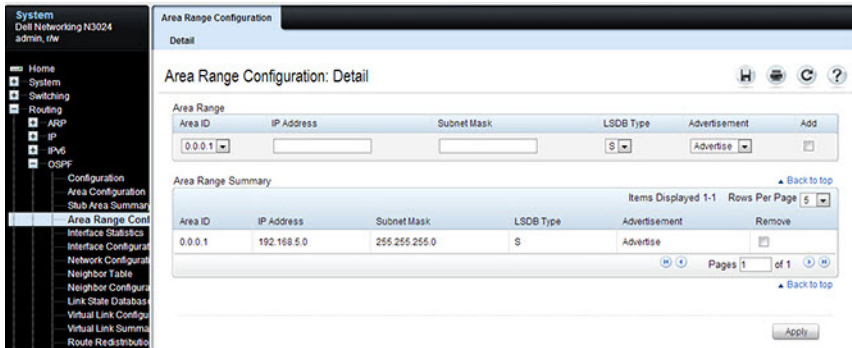 System
Dell Networking N3024
admin, r/w
Home
System
Switching
Routing
ARP
IP
IPv6
OSPF
Configuration
Area Configuration
Stub Area Summary
Area Range Conf
Interface Statistics
Interface Configurat
Network Configurati
Neighbor Table
Neighbor Configura
Link State Databas
Virtual Link Configu
Virtual Link Summa
Route Redistributio
Area Range Configuration
Detail
Area Range Configuration: Detail
Area Range
Area ID IP Address Subnet Mask LSDB Type Advertisement Add
0.0.0.1 S Advertise
Area Range Summary Back to top
Items Displayed 1-1 Rows Per Page 5
Area ID IP Address Subnet Mask LSDB Type Advertisement Remove
0.0.0.1 192.168.5.0 255.255.255.0 S Advertise
Pages 1 of 1
Back to top
Apply